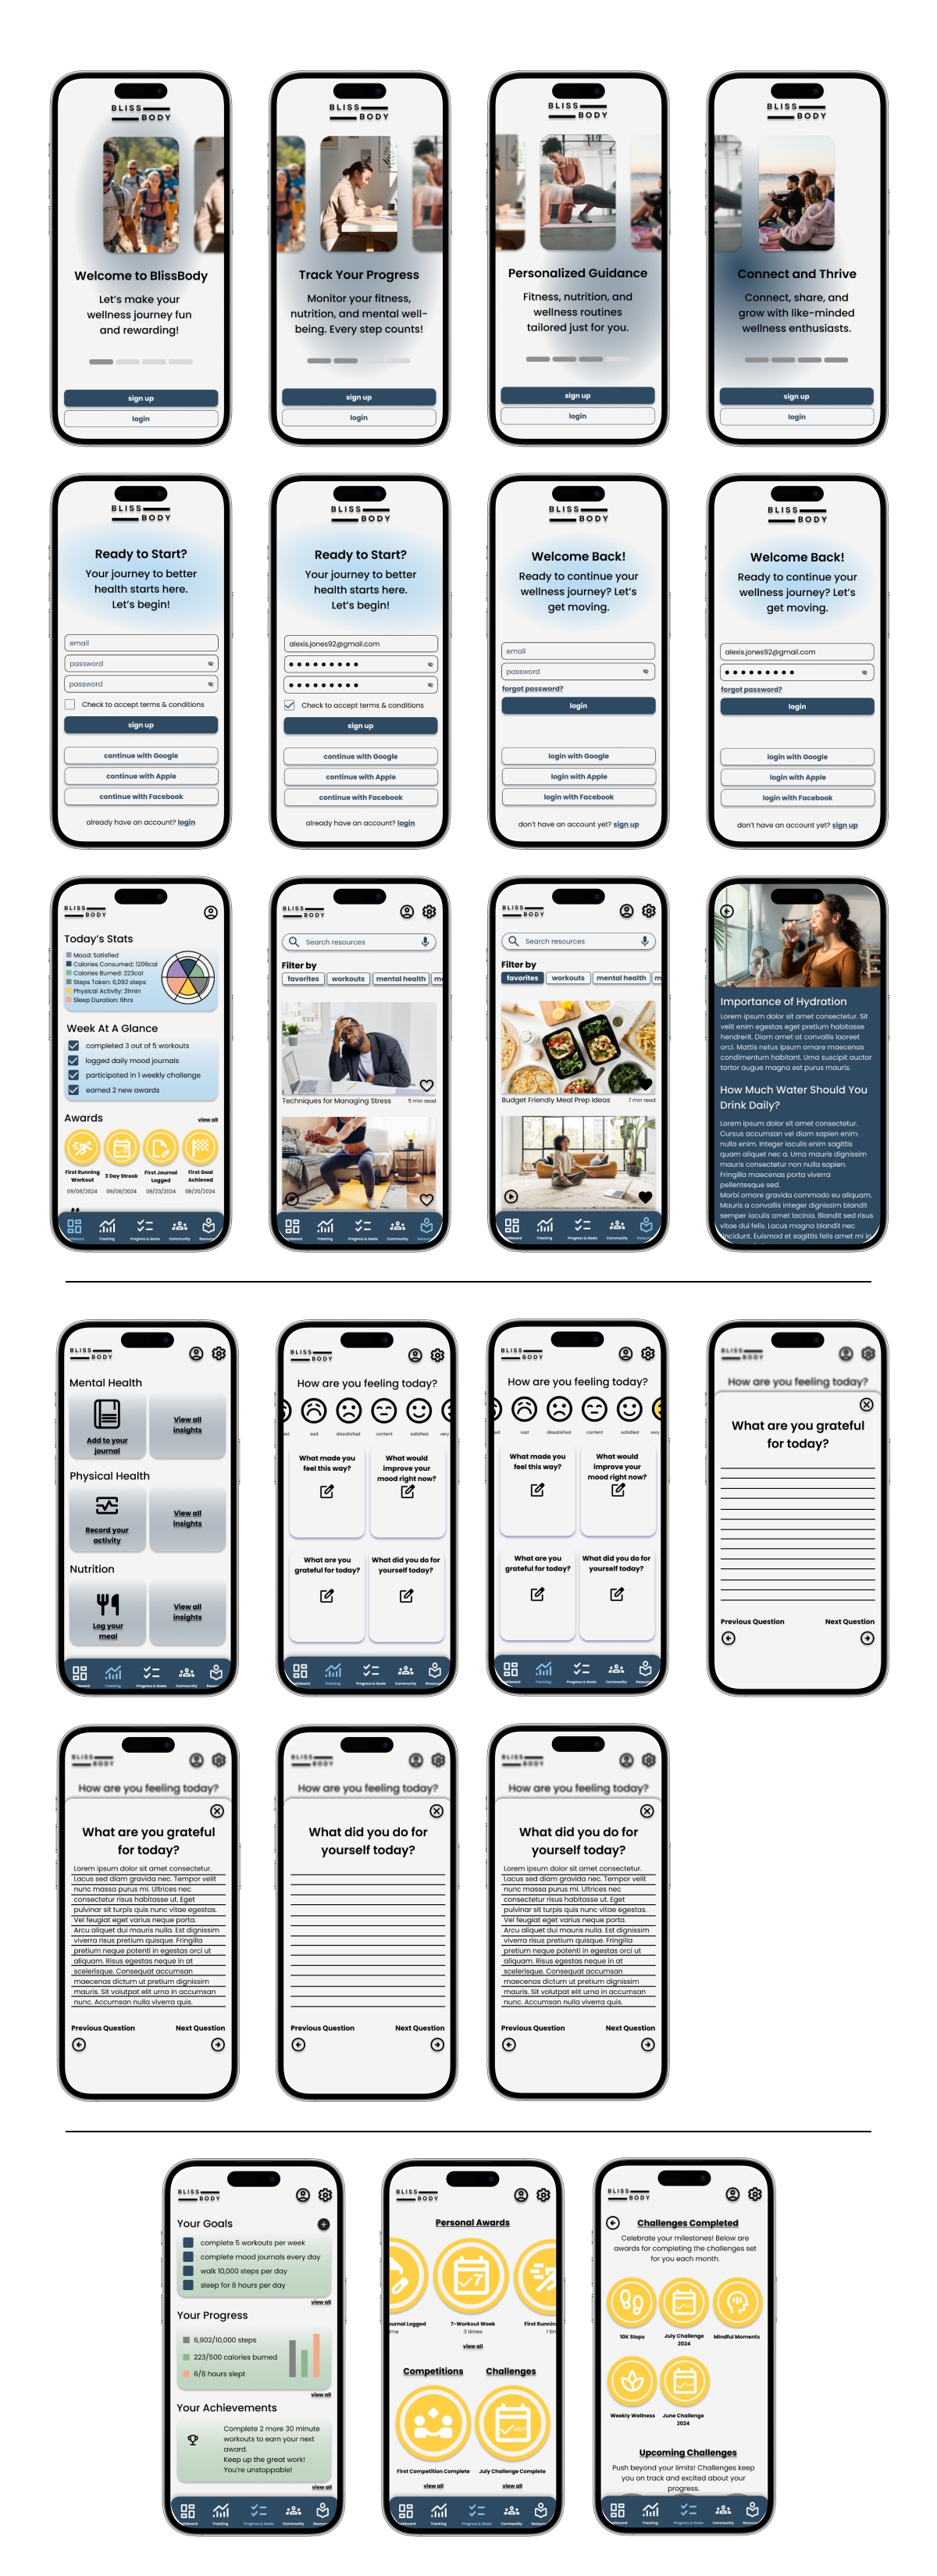 BLISS
BODY
Welcome to BlissBody
Let's make your
wellness journey fun
and rewarding!
sign up
login
Track Your Progress
Monitor your fitness,
nutrition, and mental well-
being. Every step counts!
sign up
login
BLISS
BODY
Personalized Guidance
Fitness, nutrition, and
wellness routines
tailored just for you.
sign up
login
BLISS
BODY
Connect and Thrive
Connect, share, and
grow with like-minded
wellness enthusiasts.
sign up
login
BLISS
BODY
Ready to Start?
Your journey to better
health starts here.
Let's begin!
email
password
password
Check to accept terms & conditions
sign up
continue with Google
continue with Apple
continue with Facebook
already have an account? login
BLISS
BODY
Ready to Start?
Your journey to better
health starts here.
Let's begin!
alexis.jones92@gmail.com
Check to accept terms & conditions
sign up
continue with Google
continue with Apple
continue with Facebook
already have an account? login
BLISS
BODY
Welcome Back!
Ready to continue your
wellness journey? Let's
get moving.
email
password
forgot password?
login
login with Google
login with Apple
login with Facebook
don't have an account yet? sign up
BLISS
BODY
Welcome Back!
Ready to continue your
wellness journey? Let's
get moving.
alexis.jones92@gmail.com
forgot password?
login
login with Google
login with Apple
login with Facebook
don't have an account yet? sign up
BLISS
BODY
Today's Stats
Mood: Satisfied
Calories Consumed: 1206cal
Calories Burned: 223cal
Steps Taken: 6,092 steps
Physical Activity: 31min
Sleep Duration: 6hrs
Week At A Glance
completed 3 out of 5 workouts
logged daily mood journals
participated in 1 weekly challenge
earned 2 new awards
Awards
view all
First Running
Workout
09/09/2024
3 Day Streak
09/08/2024
First Journal
Logged
08/23/2024
First Goal
Achieved
08/20/2024
Tracking
Progress & Goals
Community
BLISS
BODY
Search resources
Filter by
favorites
workouts
mental health
Techniques for Managing Stress
5 min read
Tracking
Progress & Goals
Community
BLISS
BODY
Search resources
Filter by
favorites
workouts
mental health
Budget Friendly Meal Prep Ideas
7 min read
Tracking
Progress & Goals
Community
Importance of Hydration
Lorem ipsum dolor sit amet consectetur. Sit
velit enim egestas eget pretium habitasse
hendrerit. Diam amet at convallis laoreet
orci. Mattis netus ipsum ornare maecenas
condimentum habitant. Urna suscipit auctor
tortor augue magna est purus mauris.
How Much Water Should You
Drink Daily?
Lorem ipsum dolor sit amet consectetur.
Cursus accumsan vel diam sapien enim
nulla enim. Integer iaculis enim sagittis
quam aliquet nec a. Urna mauris dignissim
mauris consectetur non nulla sapien.
Fringilla maecenas porta viverra
pellentesque sed.
Morbi ornare gravida commodo eu aliquam.
Mauris a convallis integer dignissim blandit
semper iaculis amet lacinia. Blandit sed risus
vitae dui felis. Lacus magna blandit nec
tincidunt. Euismod et sagittis felis amet mi in
BLISS
BODY
Mental Health
Add to your
journal
View all
insights
Physical Health
Record your
activity
View all
insights
Nutrition
Log your
meal
View all
insights
Tracking
Progress & Goals
Community
BLISS
BODY
How are you feeling today?
sad
dissatisfied
content
satisfied
very
What made you
feel this way?
What would
improve your
mood right now?
What are you
grateful for today?
What did you do for
yourself today?
Tracking
Progress & Goals
Community
BLISS
BODY
How are you feeling today?
sad
dissatisfied
content
satisfied
very
What made you
feel this way?
What would
improve your
mood right now?
What are you
grateful for today?
What did you do for
yourself today?
Tracking
Progress & Goals
Community
BLISS
BODY
How are you feeling today?
What are you grateful
for today?
Previous Question
Next Question
BLISS
BODY
How are you feeling today?
What are you grateful
for today?
Lorem ipsum dolor sit amet consectetur.
Lacus sed diam gravida nec. Tempor velit
nunc massa purus mi. Ultrices nec
consectetur risus habitasse ut. Eget
pulvinar sit turpis quis nunc vitae egestas.
Vel feugiat eget varius neque porta.
Arcu aliquet dui mauris nulla. Est dignissim
viverra risus pretium quisque. Fringilla
pretium neque potenti in egestas orci ut
aliquam. Risus egestas neque in at
scelerisque. Consequat accumsan
maecenas dictum ut pretium dignissim
mauris. Sit volutpat elit urna in accumsan
nunc. Accumsan nulla viverra quis.
Previous Question
Next Question
BLISS
BODY
How are you feeling today?
What did you do for
yourself today?
Previous Question
Next Question
BLISS
BODY
How are you feeling today?
What did you do for
yourself today?
Lorem ipsum dolor sit amet consectetur.
Lacus sed diam gravida nec. Tempor velit
nunc massa purus mi. Ultrices nec
consectetur risus habitasse ut. Eget
pulvinar sit turpis quis nunc vitae egestas.
Vel feugiat eget varius neque porta.
Arcu aliquet dui mauris nulla. Est dignissim
viverra risus pretium quisque. Fringilla
pretium neque potenti in egestas orci ut
aliquam. Risus egestas neque in at
scelerisque. Consequat accumsan
maecenas dictum ut pretium dignissim
mauris. Sit volutpat elit urna in accumsan
nunc. Accumsan nulla viverra quis.
Previous Question
Next Question
BLISS
BODY
Your Goals
complete 5 workouts per week
complete mood journals every day
walk 10,000 steps per day
sleep for 8 hours per day
view all
Your Progress
6,902/10,000 steps
223/500 calories burned
6/8 hours slept
view all
Your Achievements
Complete 2 more 30 minute
workouts to earn your next
award.
Keep up the great work!
You're unstoppable!
view all
Tracking
Progress & Goals
Community
BLISS
BODY
Personal Awards
7-Workout Week
3 times
view all
Competitions
Challenges
First Competition Complete
July Challenge Complete
view all
view all
Tracking
Progress & Goals
Community
BLISS
BODY
Challenges Completed
Celebrate your milestones! Below are
awards for completing the challenges set
for you each month.
10K Steps
July Challenge
2024
Mindful Moments
Weekly Wellness
June Challenge
2024
Upcoming Challenges
Push beyond your limits! Challenges keep
you on track and excited about your
progress.
Tracking
Progress & Goals
Community